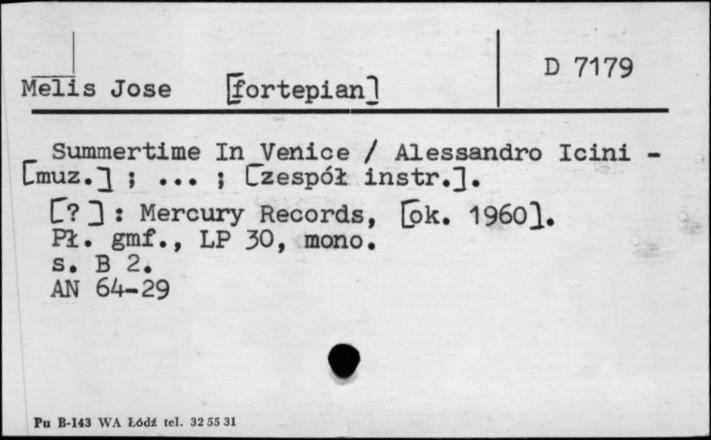 D 7179
Melis Jose [fortepian]
Summertime In Venice / Alessandro Icini -
[muz.] ; ... ; [zespół instr.].
[?] : Mercury Records, [ok. 1960].
Pł. gmf., LP 30, mono.
s. B 2.
AN 64-29
Pu B-143 WA Łódź tel. 32 55 31